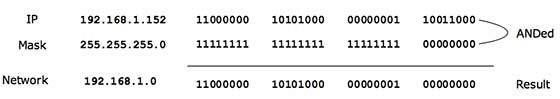 IP 192.168.1.152 11000000 10101000 00000001 10011000
ANDed
Mask 255.255.255.0 11111111 11111111 11111111 00000000
Network 192.168.1.0 11000000 10101000 00000001 00000000 Result